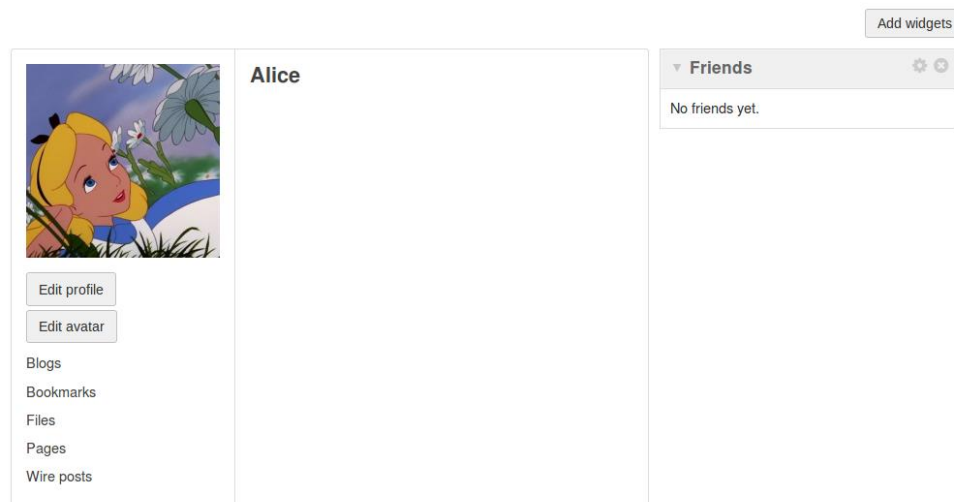 Add widgets
Alice
Friends
No friends yet.
Edit profile
Edit avatar
Blogs
Bookmarks
Files
Pages
Wire posts